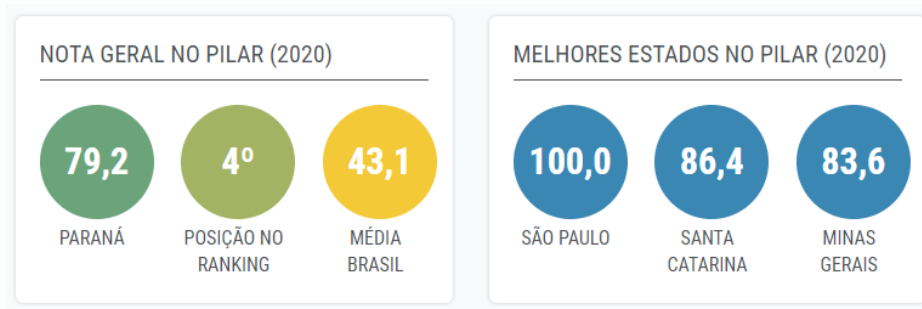 NOTA GERAL NO PILAR (2020)
79,2
4º
43,1
PARANÁ
POSIÇÃO NO
RANKING
MÉDIA
BRASIL
MELHORES ESTADOS NO PILAR (2020)
100,0
86,4
83,6
SÃO PAULO
SANTA
CATARINA
MINAS
GERAIS